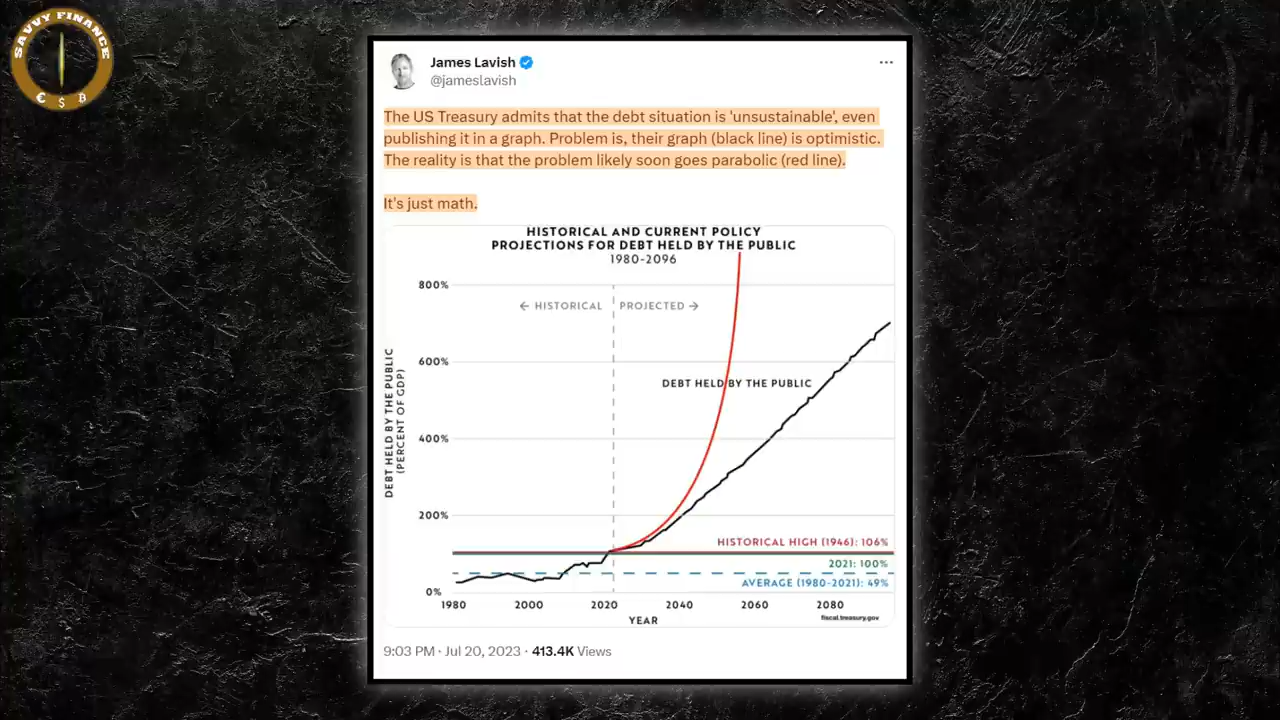 SAVVY FINANCE
€ $ ₿
James Lavish
@jameslavish
The US Treasury admits that the debt situation is 'unsustainable', even
publishing it in a graph. Problem is, their graph (black line) is optimistic.
The reality is that the problem likely soon goes parabolic (red line).
It's just math.
HISTORICAL AND CURRENT POLICY
PROJECTIONS FOR DEBT HELD BY THE PUBLIC
1980-2096
800%
← HISTORICAL
PROJECTED →
600%
DEBT HELD BY THE PUBLIC
400%
DEBT HELD BY THE PUBLIC
(PERCENT OF GDP)
200%
HISTORICAL HIGH (1946): 106%
2021: 100%
AVERAGE (1980-2021): 49%
0%
1980 2000 2020 2040 2060 2080
fiscal.treasury.gov
YEAR
9:03 PM · Jul 20, 2023 · 413.4K Views